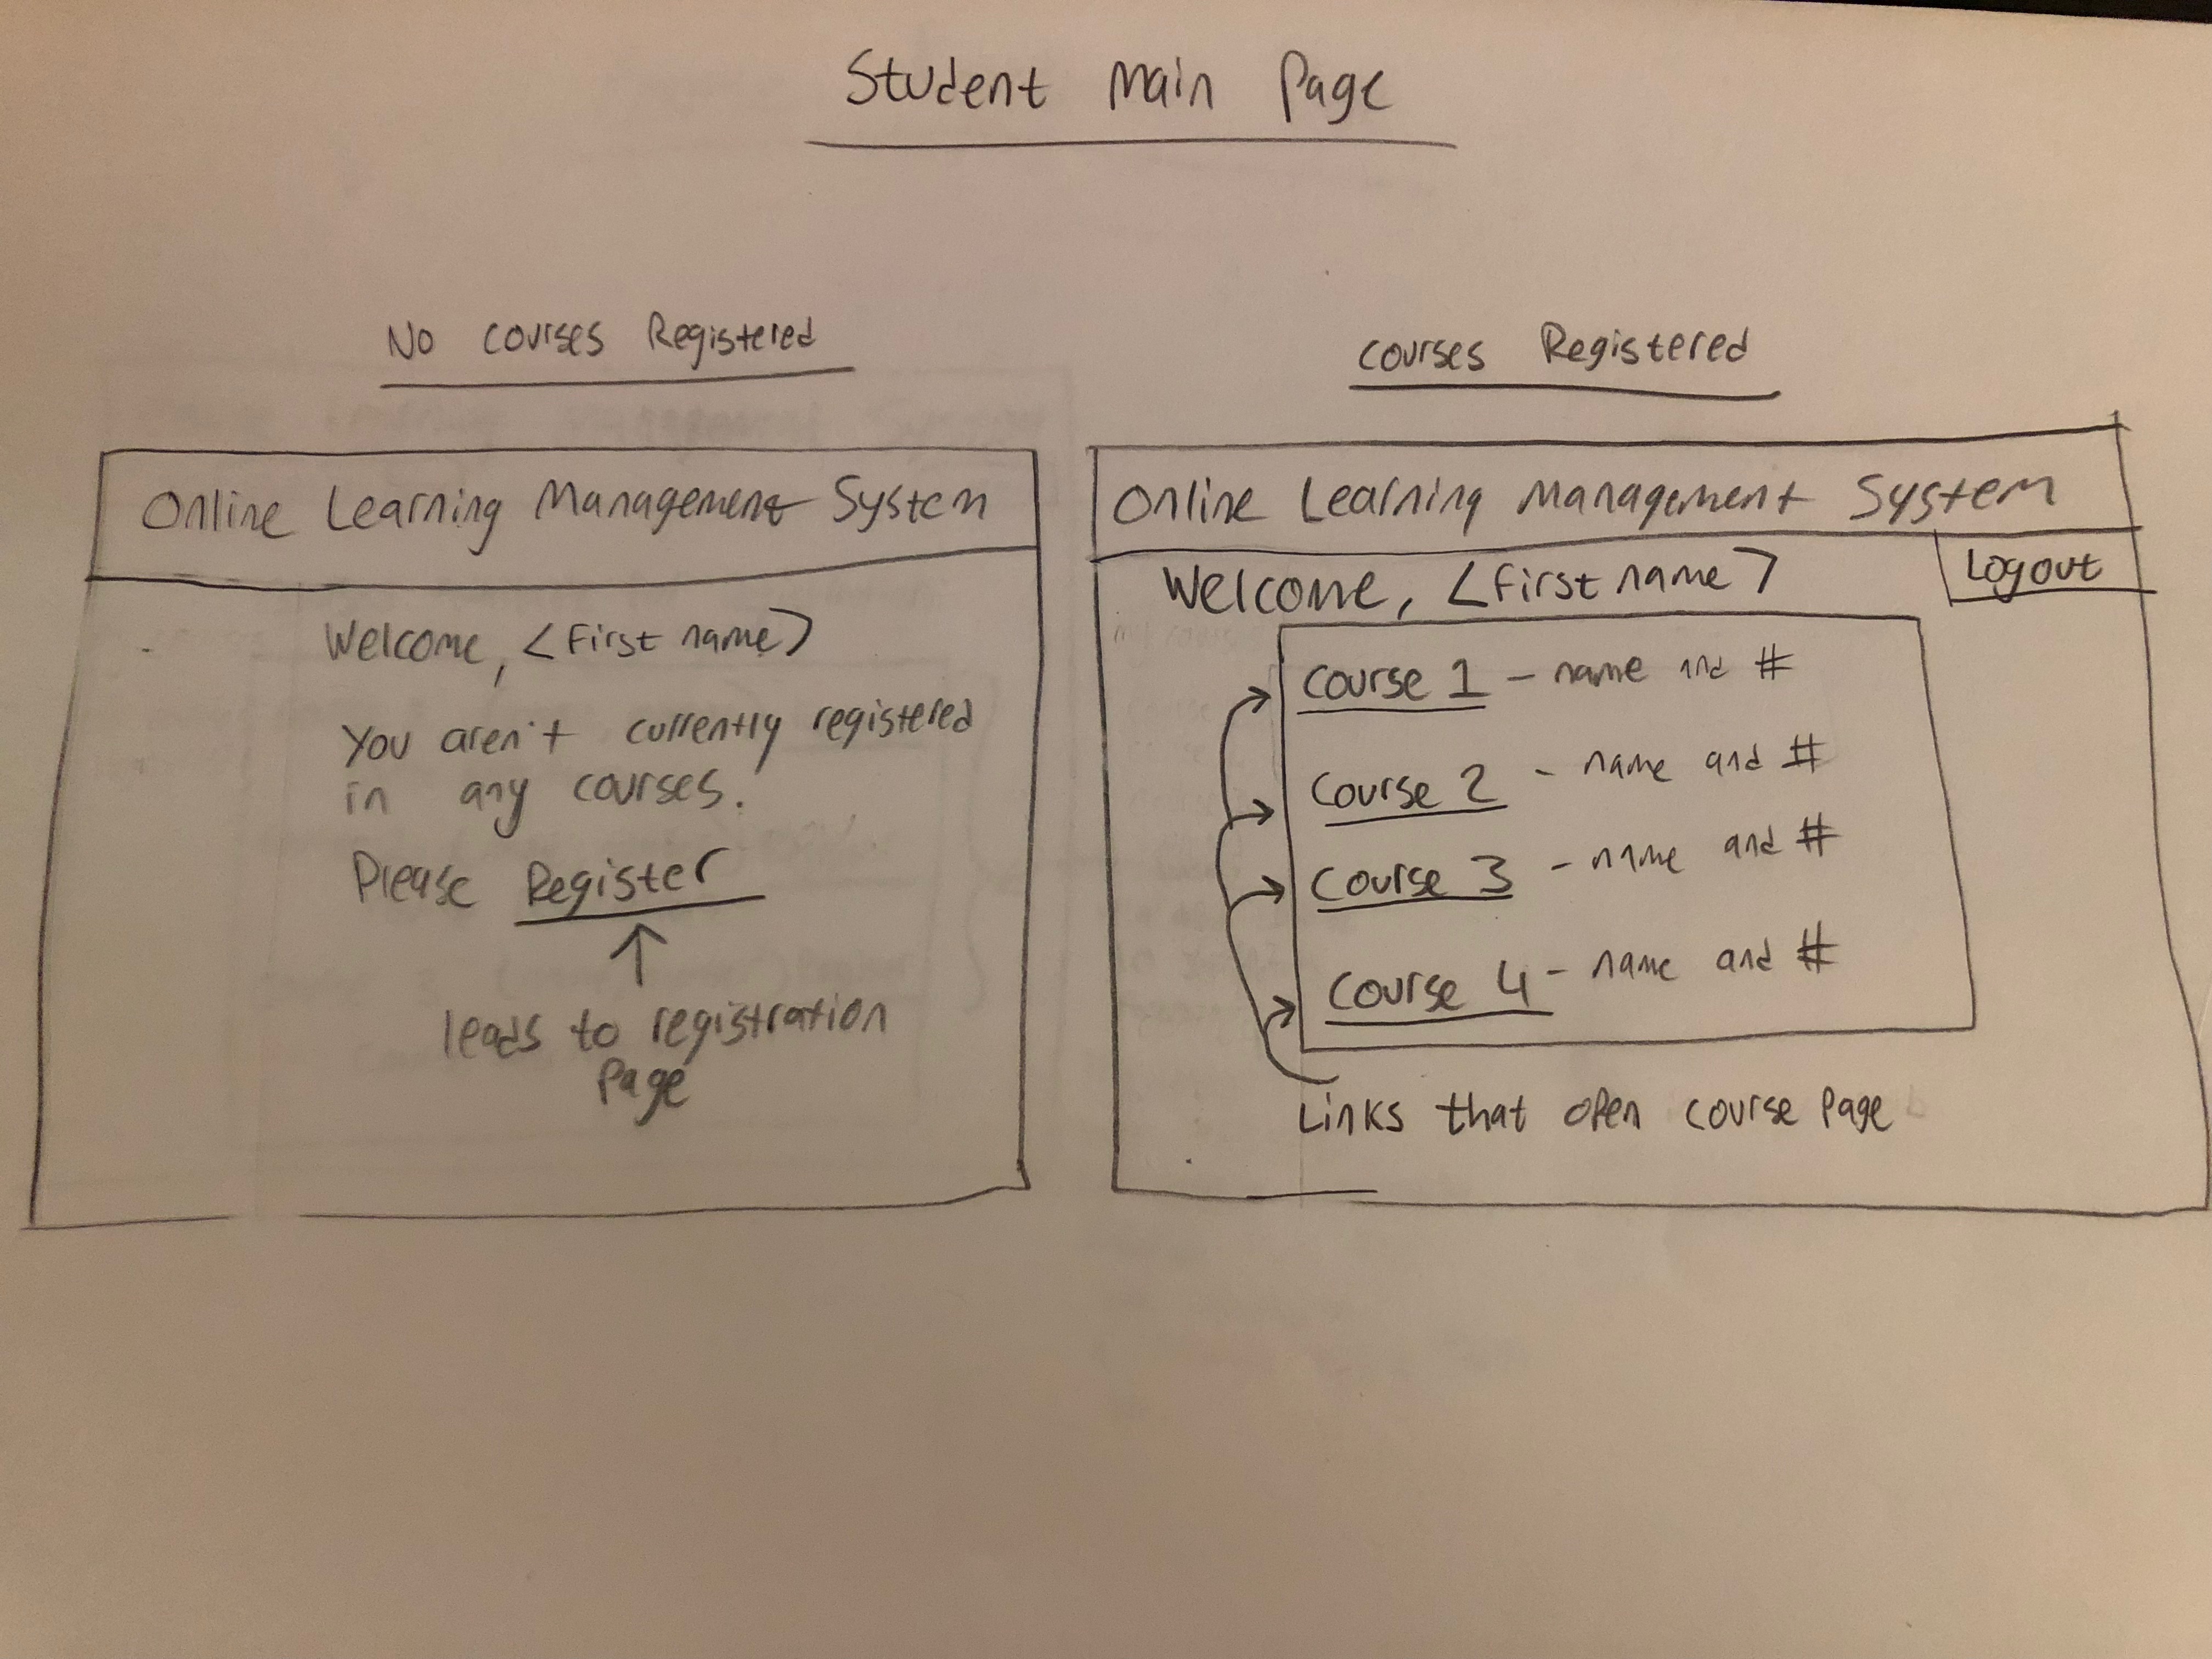 Student Main Page
No Courses Registered
Online Learning Management System
Welcome, <First name>
You aren't currently registered
in any courses.
Please Register
leads to registration
Page
Courses Registered
Online Learning Management System
Logout
Welcome, <First name>
Course 1 - name and #
Course 2 - name and #
Course 3 - name and #
Course 4 - name and #
Links that open course page